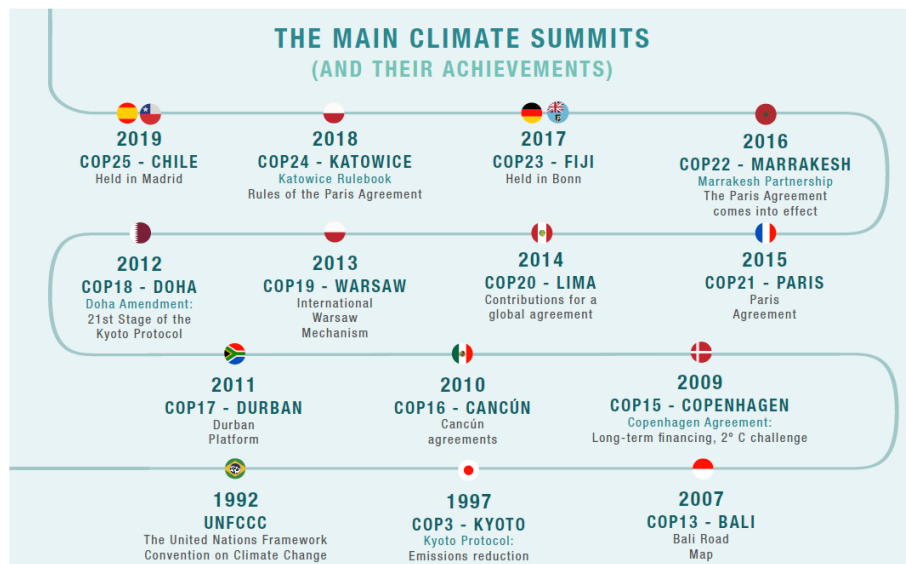 THE MAIN CLIMATE SUMMITS
(AND THEIR ACHIEVEMENTS)
2019
COP25 - CHILE
Held in Madrid
2018
COP24 - KATOWICE
Katowice Rulebook
Rules of the Paris Agreement
2017
COP23 - FIJI
Held in Bonn
2016
COP22 - MARRAKESH
Marrakesh Partnership
The Paris Agreement
comes into effect
2012
COP18 - DOHA
Doha Amendment:
21st Stage of the
Kyoto Protocol
2013
COP19 - WARSAW
International
Warsaw
Mechanism
2014
COP20 - LIMA
Contributions for a
global agreement
2015
COP21 - PARIS
Paris
Agreement
2011
COP17 - DURBAN
Durban
Platform
2010
COP16 - CANCÚN
Cancún
agreements
2009
COP15 - COPENHAGEN
Copenhagen Agreement:
Long-term financing, 2º C challenge
1992
UNFCCC
The United Nations Framework
Convention on Climate Change
1997
COP3 - KYOTO
Kyoto Protocol:
Emissions reduction
2007
COP13 - BALI
Bali Road
Map